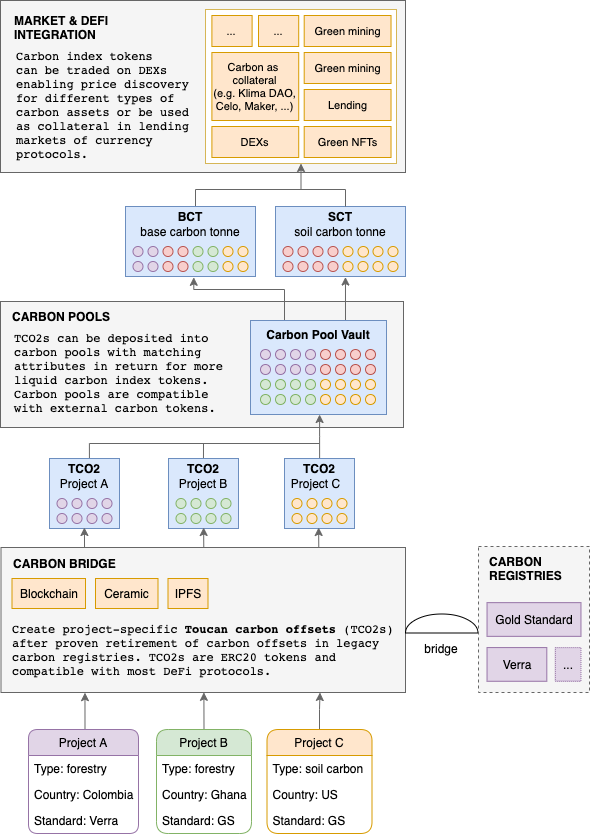 MARKET & DEFI
INTEGRATION
Carbon index tokens
can be traded on DEXs
enabling price discovery
for different types of
carbon assets or be used
as collateral in lending
markets of currency
protocols.
...
...
Green mining
Carbon as
collateral
(e.g. Klima DAO,
Celo, Maker, ...)
Green mining
Lending
DEXs
Green NFTs
BCT
base carbon tonne
SCT
soil carbon tonne
CARBON POOLS
TCO2s can be deposited into
carbon pools with matching
attributes in return for more
liquid carbon index tokens.
Carbon pools are compatible
with external carbon tokens.
Carbon Pool Vault
TCO2
Project A
TCO2
Project B
TCO2
Project C
CARBON BRIDGE
Blockchain
Ceramic
IPFS
Create project-specific Toucan carbon offsets (TCO2s)
after proven retirement of carbon offsets in legacy
carbon registries. TCO2s are ERC20 tokens and
compatible with most DeFi protocols.
bridge
CARBON
REGISTRIES
Gold Standard
Verra
...
Project A
Type: forestry
Country: Colombia
Standard: Verra
Project B
Type: forestry
Country: Ghana
Standard: GS
Project C
Type: soil carbon
Country: US
Standard: GS